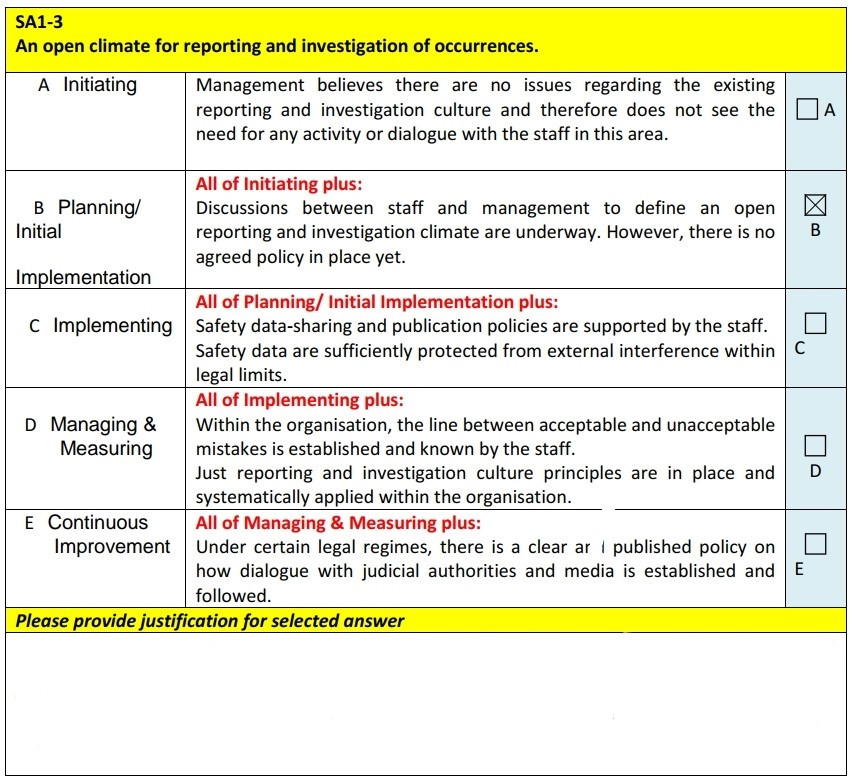 SA1-3
An open climate for reporting and investigation of occurrences.
A Initiating
Management believes there are no issues regarding the existing
reporting and investigation culture and therefore does not see the
need for any activity or dialogue with the staff in this area.
A
B Planning/
Initial
Implementation
All of Initiating plus:
Discussions between staff and management to define an open
reporting and investigation climate are underway. However, there is no
agreed policy in place yet.
B
C Implementing
All of Planning/ Initial Implementation plus:
Safety data-sharing and publication policies are supported by the staff.
Safety data are sufficiently protected from external interference within
legal limits.
C
D Managing &
Measuring
All of Implementing plus:
Within the organisation, the line between acceptable and unacceptable
mistakes is established and known by the staff.
Just reporting and investigation culture principles are in place and
systematically applied within the organisation.
D
E Continuous
Improvement
All of Managing & Measuring plus:
Under certain legal regimes, there is a clear published policy on
how dialogue with judicial authorities and media is established and
followed.
E
Please provide justification for selected answer